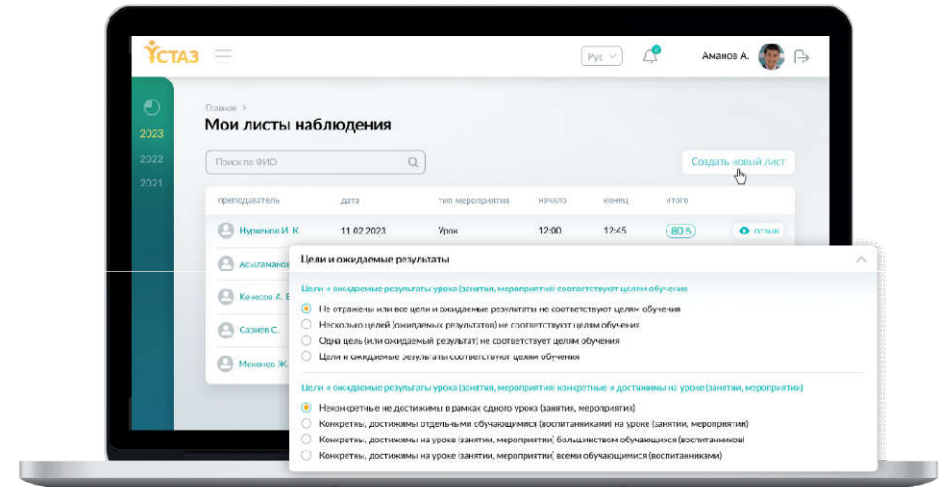 ҰСТАЗ
Рус
Аманов А.
Главная >
Мои листы наблюдения
2023
2022
2021
Поиск по ФИО
Создать новый лист
преподаватель дата тип мероприятия начало конец итого
И. К. 11.02.2023 Урок 12:00 12:45 80 Б отзыв
Цели и ожидаемые результаты
Цели и ожидаемые результаты урока (занятия, мероприятия) соответствуют целям обучения
Не отражены или все цели и ожидаемые результаты не соответствуют целям обучения
Несколько целей (ожидаемых результатов) не соответствуют целям обучения
Одна цель (или ожидаемый результат) не соответствует целям обучения
Цели и ожидаемые результаты соответствуют целям обучения
Цели и ожидаемые результаты урока (занятия, мероприятия) конкретные и достижимы на уроке (занятии, мероприятии)
Неконкретные не достижимы в рамках одного урока (занятия, мероприятия)
Конкретны, достижимы отдельными обучающимися (воспитанниками) на уроке (занятии, мероприятии)
Конкретны, достижимы на уроке (занятии, мероприятии) большинством обучающихся (воспитанников)
Конкретны, достижимы на уроке (занятии, мероприятии) всеми обучающимися (воспитанниками)
Сазиев С.